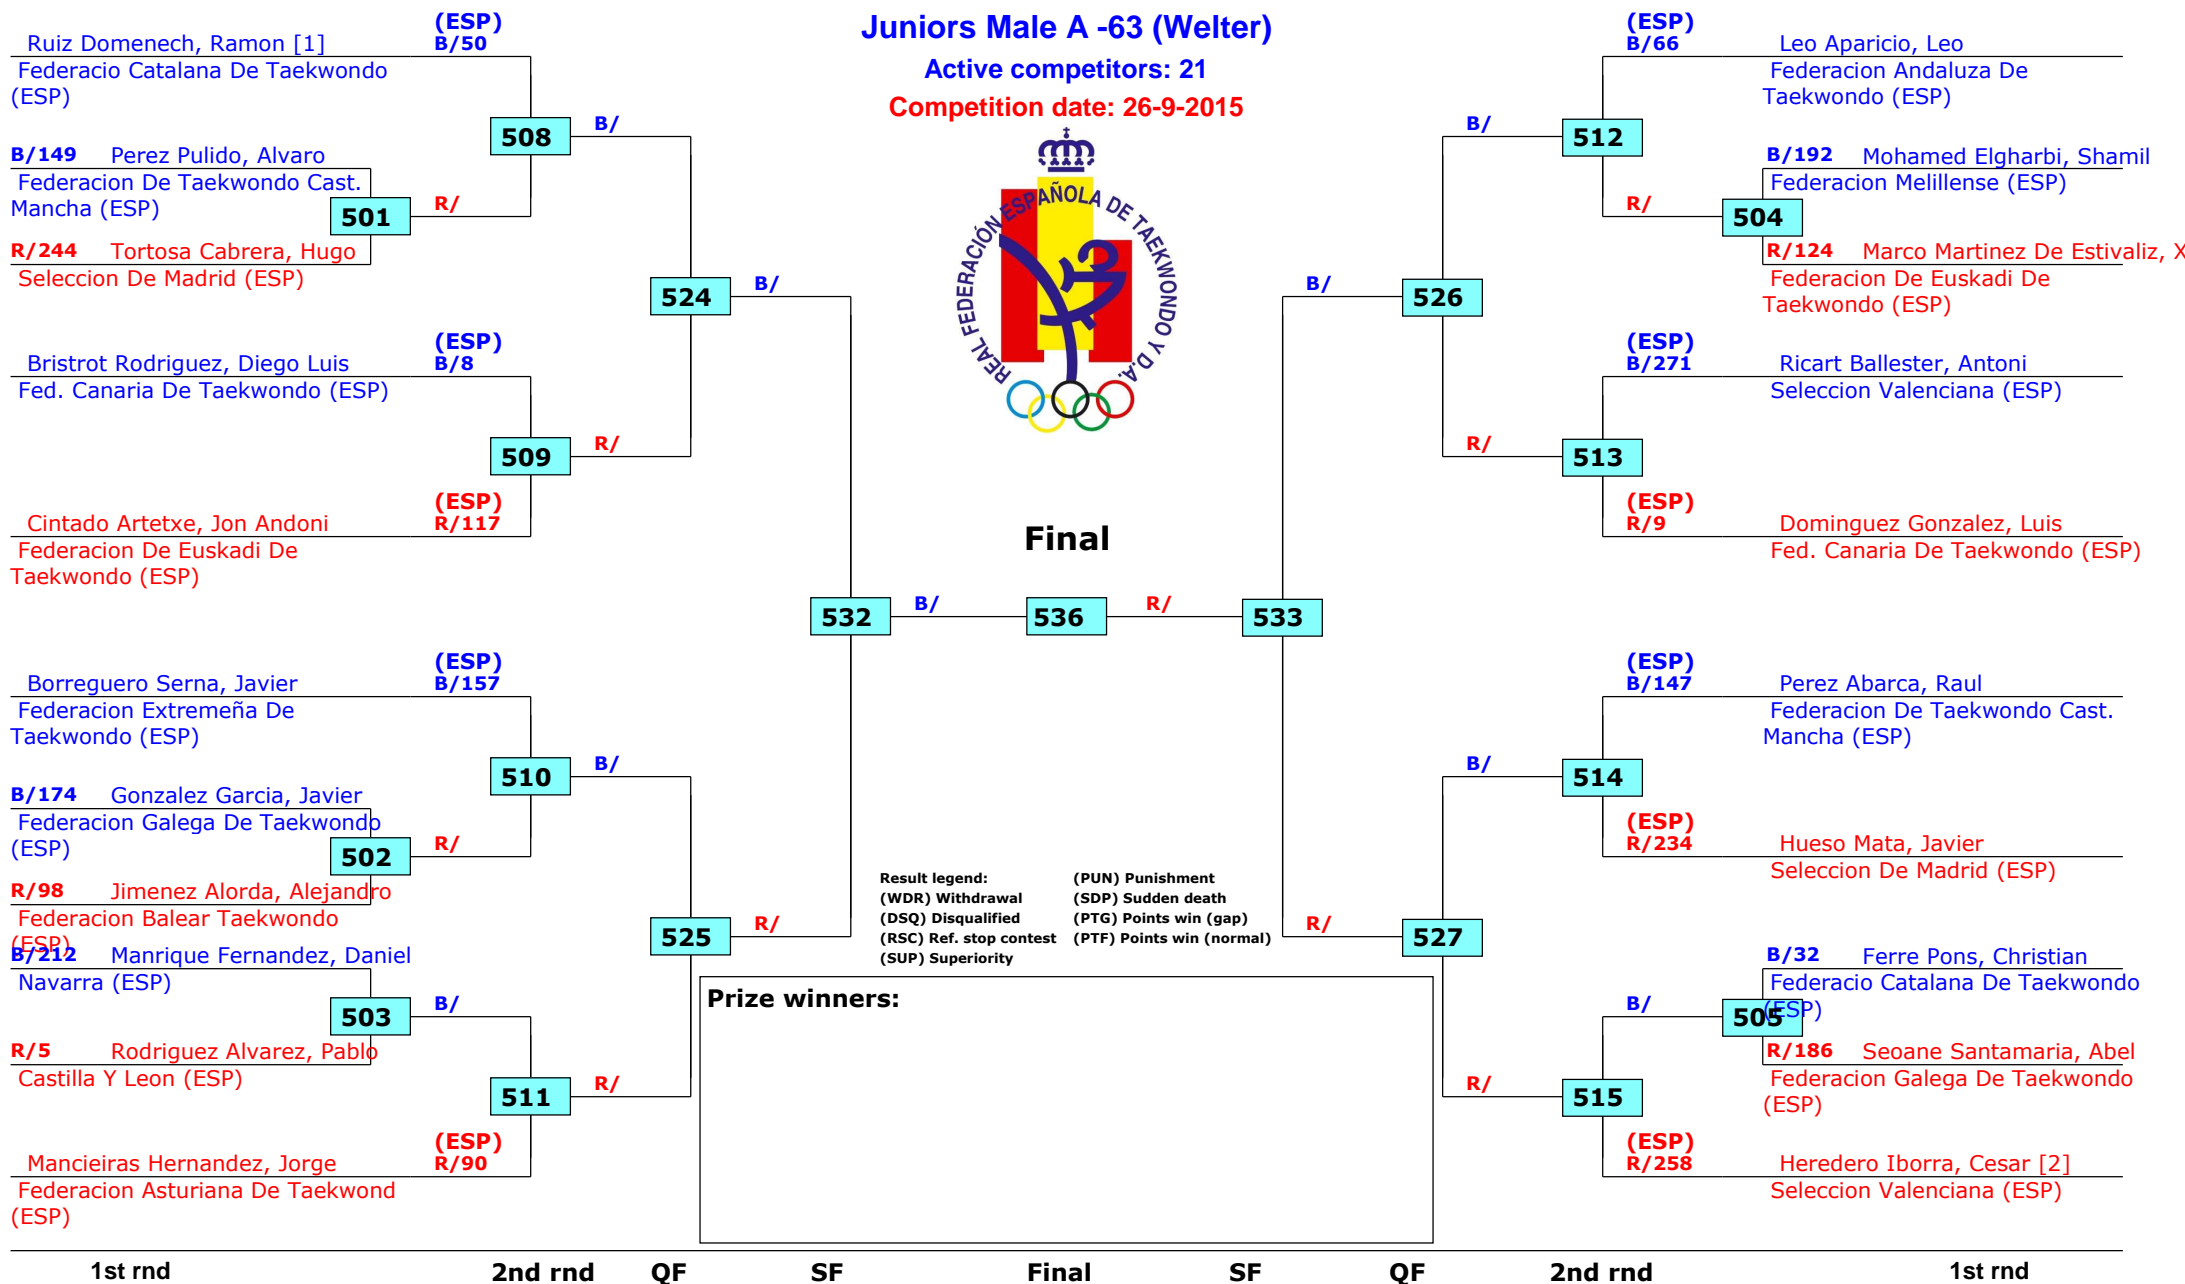 Juniors Male A -63 (Welter)
Active competitors: 21
Competition date: 26-9-2015
REAL FEDERACIÓN ESPAÑOLA DE TAEKWONDO Y D.A.
(ESP)
Ruiz Domenech, Ramon [1] B/50
Federacio Catalana De Taekwondo
(ESP)
508
B/
B/149 Perez Pulido, Alvaro
Federacion De Taekwondo Cast.
Mancha (ESP)
501
R/
R/244 Tortosa Cabrera, Hugo
Seleccion De Madrid (ESP)
524
B/
(ESP)
Bristrot Rodriguez, Diego Luis B/8
Fed. Canaria De Taekwondo (ESP)
509
R/
(ESP)
Cintado Artetxe, Jon Andoni R/117
Federacion De Euskadi De
Taekwondo (ESP)
532
B/
(ESP)
Borreguero Serna, Javier B/157
Federacion Extremeña De
Taekwondo (ESP)
510
B/
B/174 Gonzalez Garcia, Javier
Federacion Galega De Taekwondo
(ESP)
502
R/
R/98 Jimenez Alorda, Alejandro
Federacion Balear Taekwondo
(ESP)
525
R/
B/212 Manrique Fernandez, Daniel
Navarra (ESP)
503
B/
R/5 Rodriguez Alvarez, Pablo
Castilla Y Leon (ESP)
511
R/
(ESP)
Mancieiras Hernandez, Jorge R/90
Federacion Asturiana De Taekwond
(ESP)
Final
536
R/
533
(ESP)
B/66 Leo Aparicio, Leo
Federacion Andaluza De
Taekwondo (ESP)
B/
512
B/192 Mohamed Elgharbi, Shamil
Federacion Melillense (ESP)
R/
504
R/124 Marco Martinez De Estivaliz, X
Federacion De Euskadi De
Taekwondo (ESP)
B/
526
(ESP)
B/271 Ricart Ballester, Antoni
Seleccion Valenciana (ESP)
R/
513
(ESP)
R/9 Dominguez Gonzalez, Luis
Fed. Canaria De Taekwondo (ESP)
(ESP)
B/147 Perez Abarca, Raul
Federacion De Taekwondo Cast.
Mancha (ESP)
B/
514
(ESP)
R/234 Hueso Mata, Javier
Seleccion De Madrid (ESP)
R/
527
B/32 Ferre Pons, Christian
Federacio Catalana De Taekwondo
(ESP)
B/
505
R/186 Seoane Santamaria, Abel
Federacion Galega De Taekwondo
(ESP)
R/
515
(ESP)
R/258 Heredero Iborra, Cesar [2]
Seleccion Valenciana (ESP)
Result legend: (PUN) Punishment
(WDR) Withdrawal (SDP) Sudden death
(DSQ) Disqualified (PTG) Points win (gap)
(RSC) Ref. stop contest (PTF) Points win (normal)
(SUP) Superiority
Prize winners:
1st rnd 2nd rnd QF SF Final SF QF 2nd rnd 1st rnd